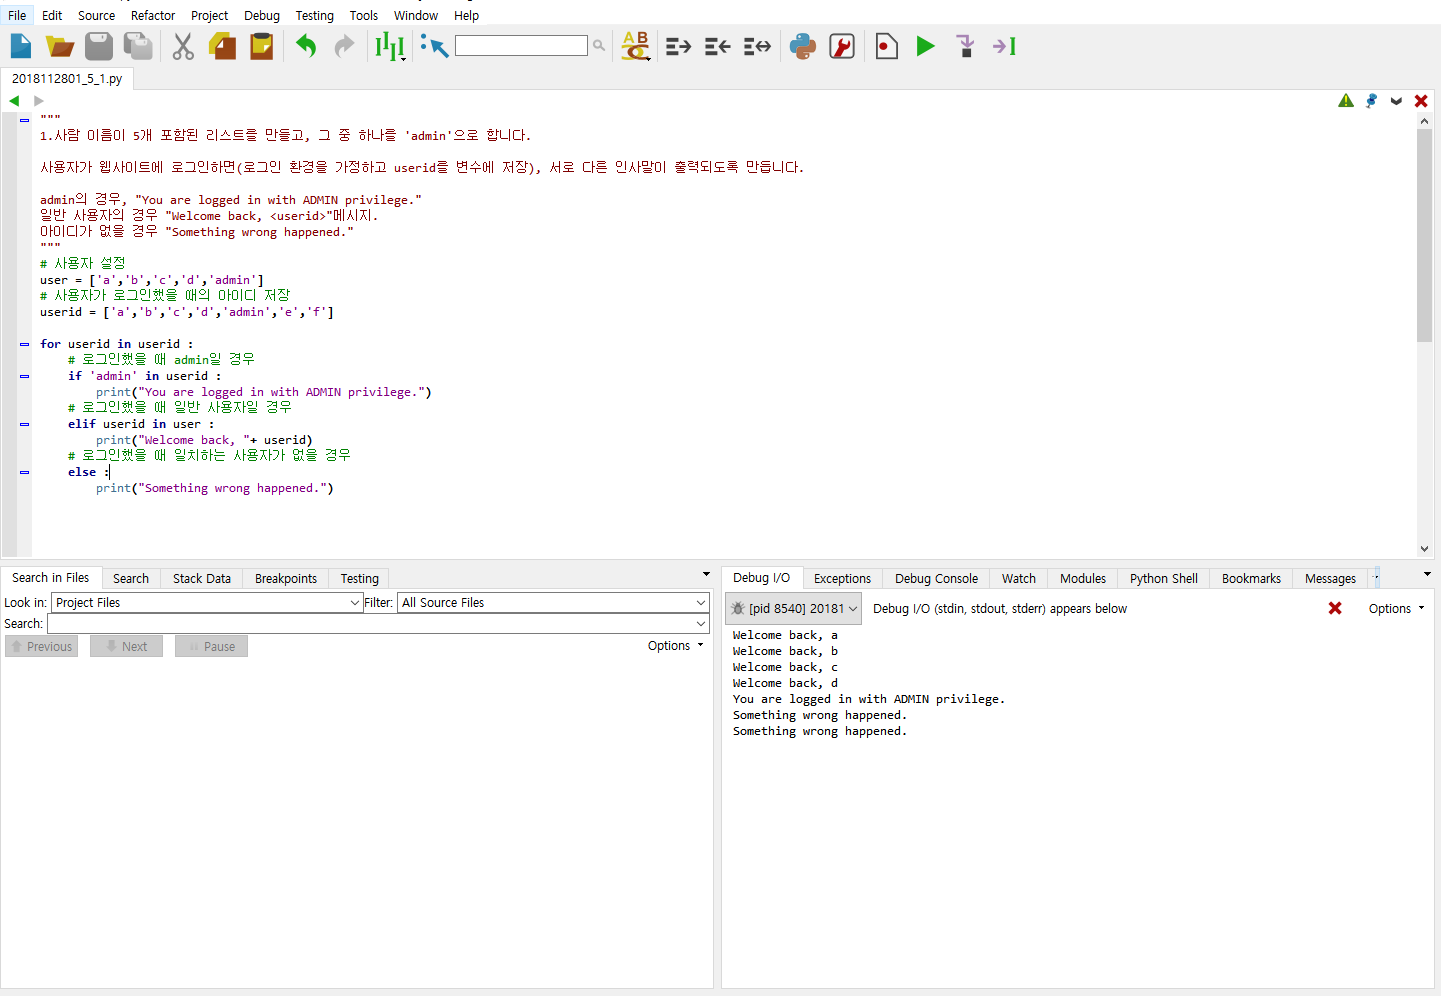 File Edit Source Refactor Project Debug Testing Tools Window Help
2018112801_5_1.py
"""
1.사람 이름이 5개 포함된 리스트를 만들고, 그 중 하나를 'admin'으로 합니다.
사용자가 웹사이트에 로그인하면(로그인 환경을 가정하고 userid를 변수에 저장), 서로 다른 인사말이 출력되도록 만듭니다.
admin의 경우, "You are logged in with ADMIN privilege."
일반 사용자의 경우 "Welcome back, <userid>"메시지.
아이디가 없을 경우 "Something wrong happened."
"""
# 사용자 설정
user = ['a','b','c','d','admin']
# 사용자가 로그인했을 때의 아이디 저장
userid = ['a','b','c','d','admin','e','f']
for userid in userid :
# 로그인했을 때 admin일 경우
if 'admin' in userid :
print("You are logged in with ADMIN privilege.")
# 로그인했을 때 일반 사용자일 경우
elif userid in user :
print("Welcome back, "+ userid)
# 로그인했을 때 일치하는 사용자가 없을 경우
else :
print("Something wrong happened.")
Search in Files Search Stack Data Breakpoints Testing
Look in: Project Files Filter: All Source Files
Search:
Previous Next Pause Options
Debug I/O Exceptions Debug Console Watch Modules Python Shell Bookmarks Messages
[pid 8540] 20181 Debug I/O (stdin, stdout, stderr) appears below Options
Welcome back, a
Welcome back, b
Welcome back, c
Welcome back, d
You are logged in with ADMIN privilege.
Something wrong happened.
Something wrong happened.